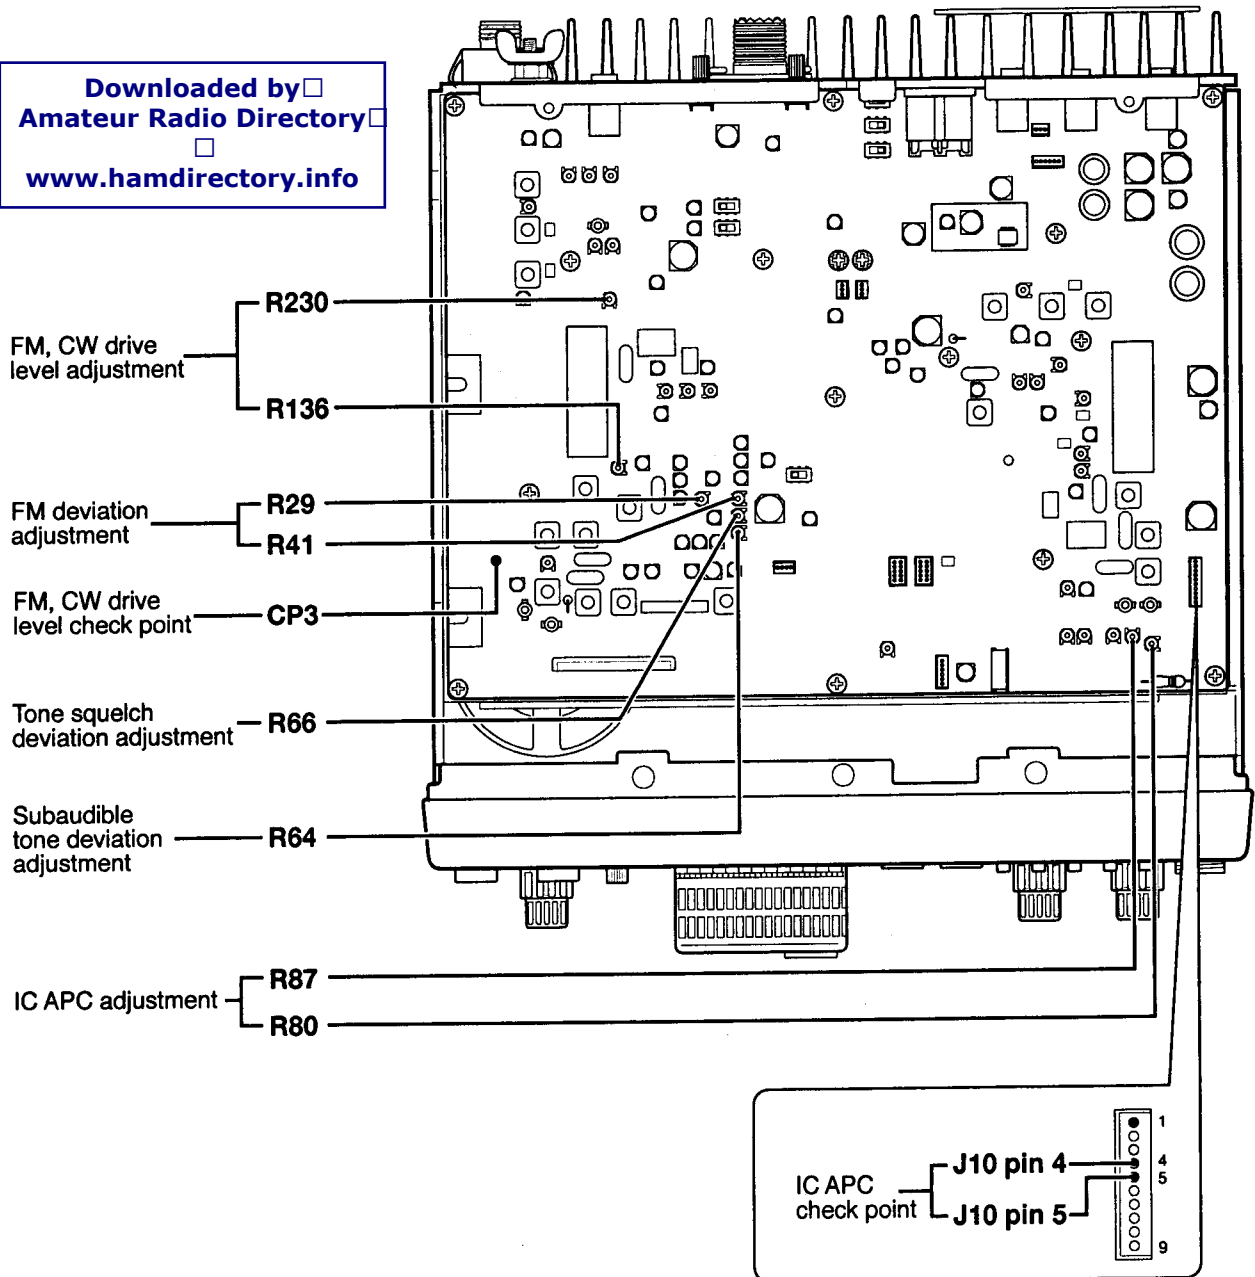 Downloaded by□
Amateur Radio Directory□
□
www.hamdirectory.info
FM, CW drive
level adjustment
R230
R136
FM deviation
adjustment
R29
R41
FM, CW drive
level check point
CP3
Tone squelch
deviation adjustment
R66
Subaudible
tone deviation
adjustment
R64
IC APC adjustment
R87
R80
IC APC
check point
J10 pin 4
J10 pin 5
1
4
5
9